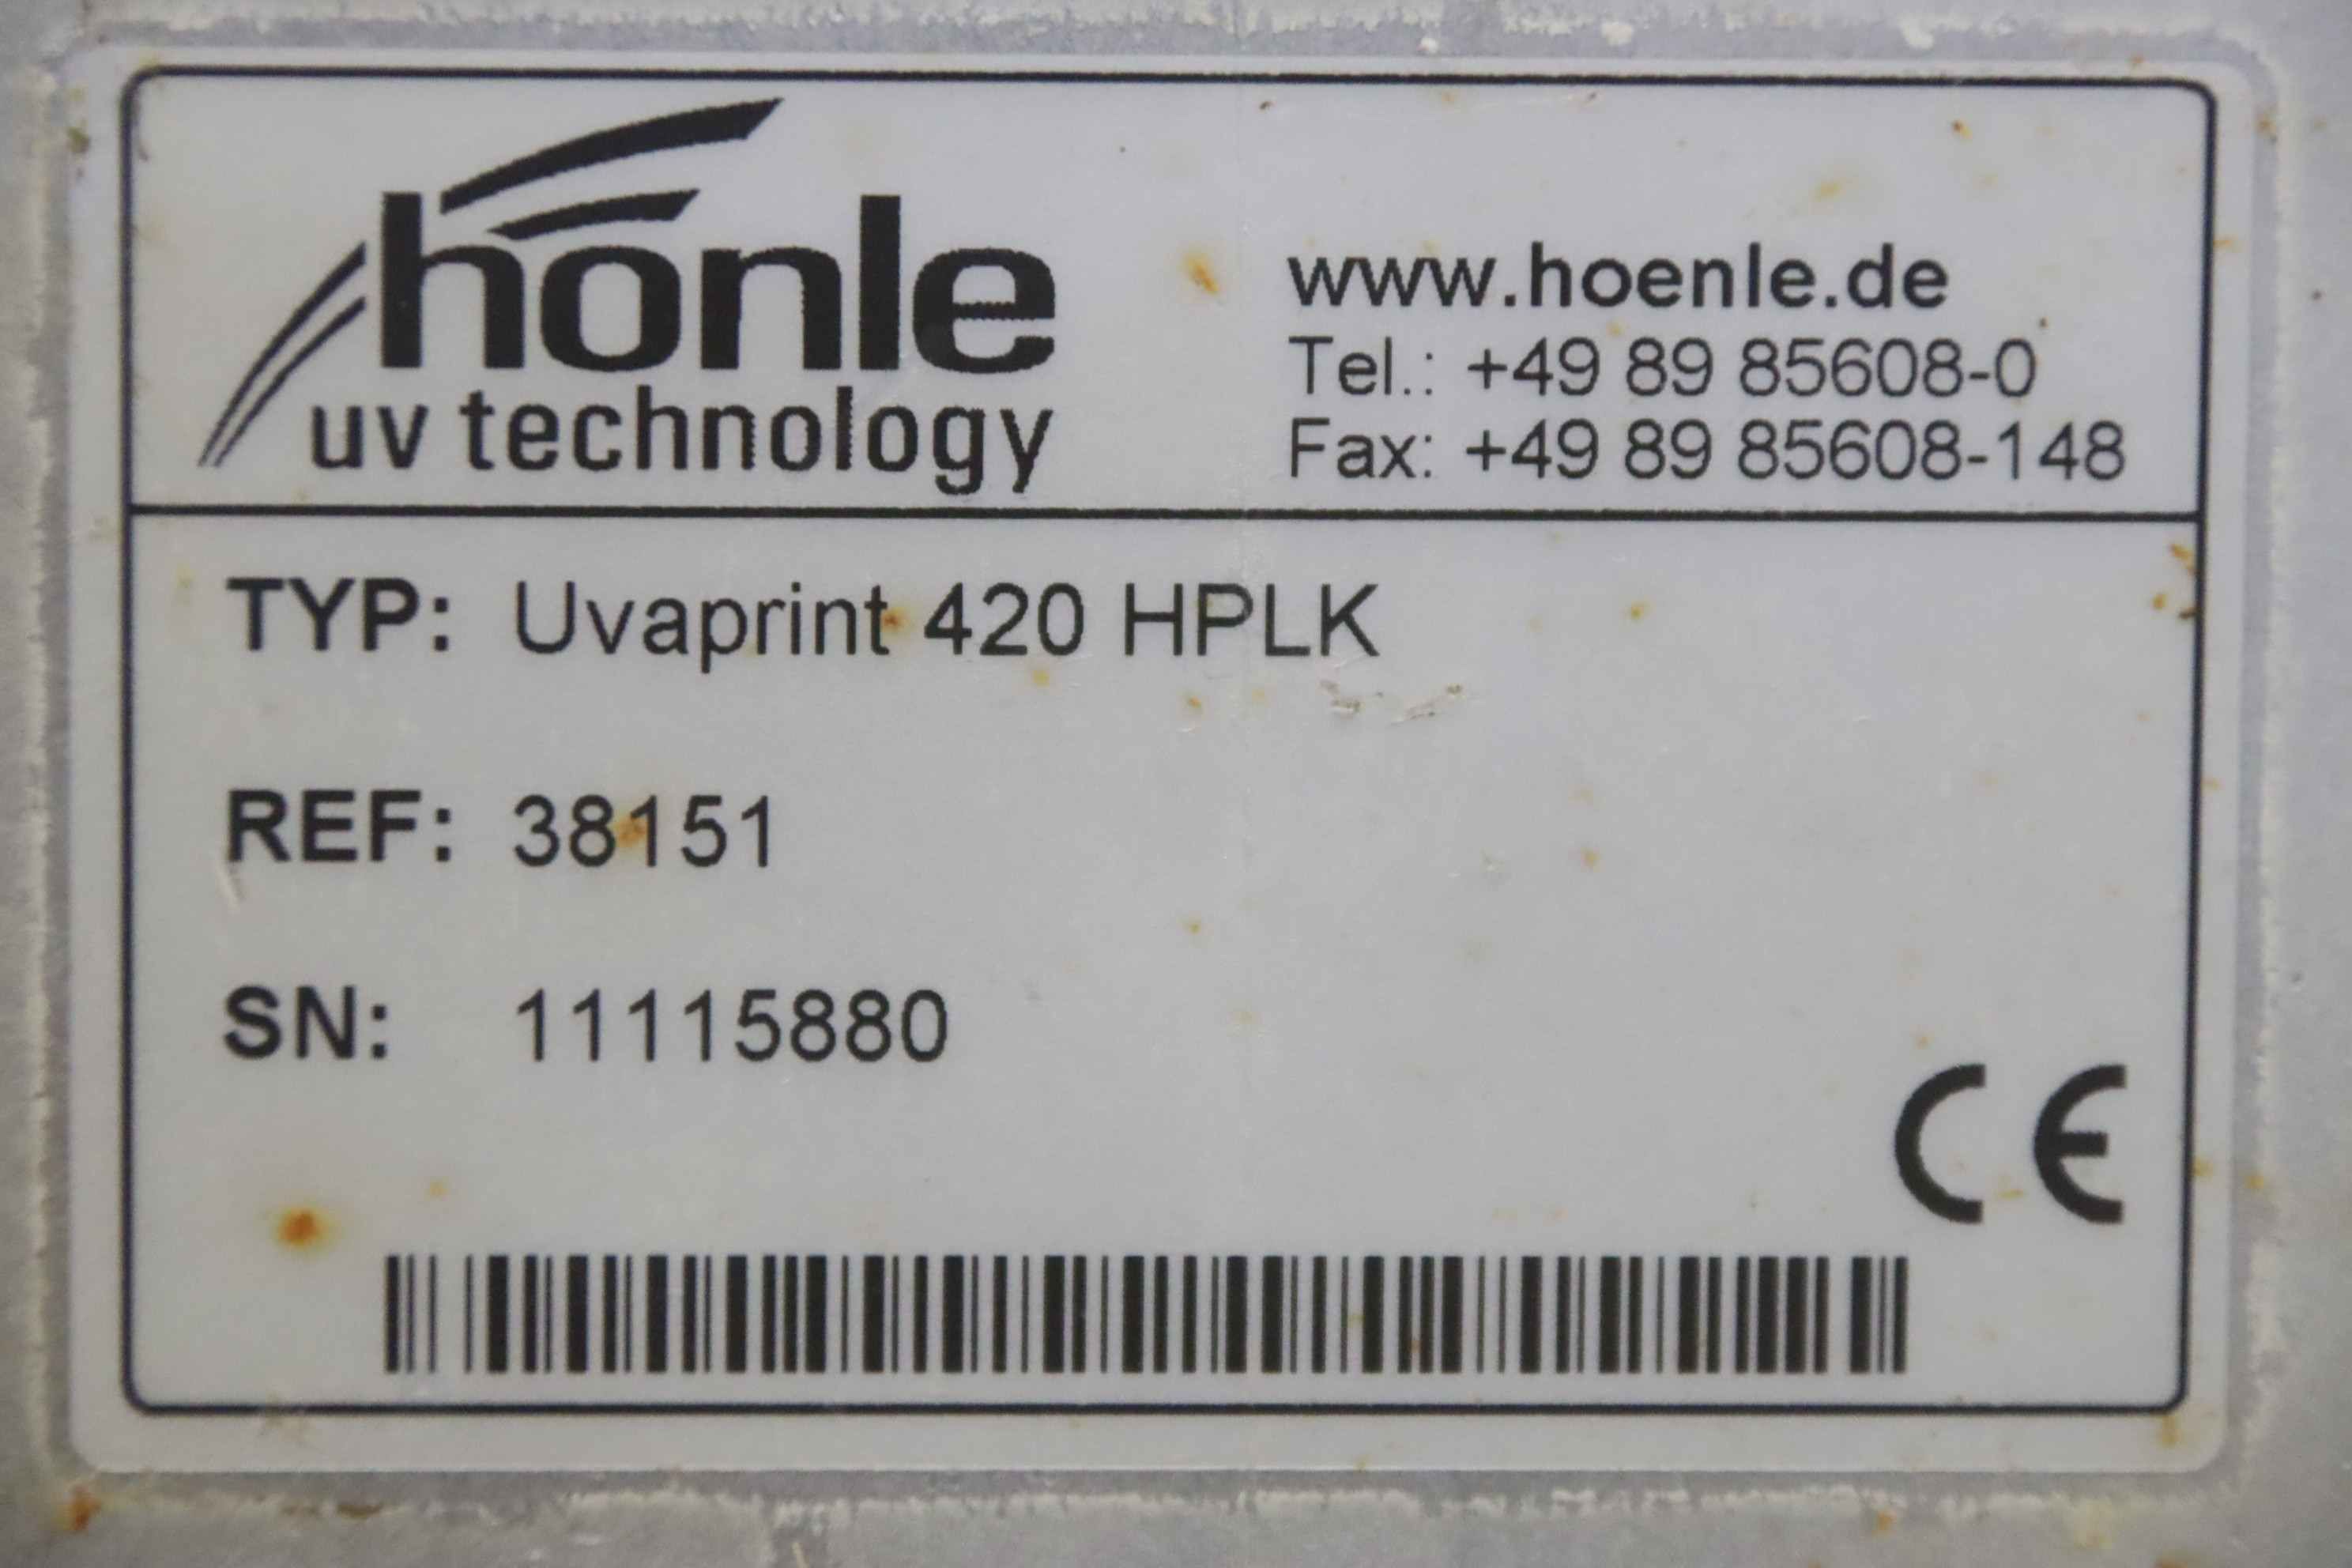 hönle
uv technology
www.hoenle.de
Tel.: +49 89 85608-0
Fax: +49 89 85608-148
TYP: Uvaprint 420 HPLK
REF: 38151
SN: 11115880
CE